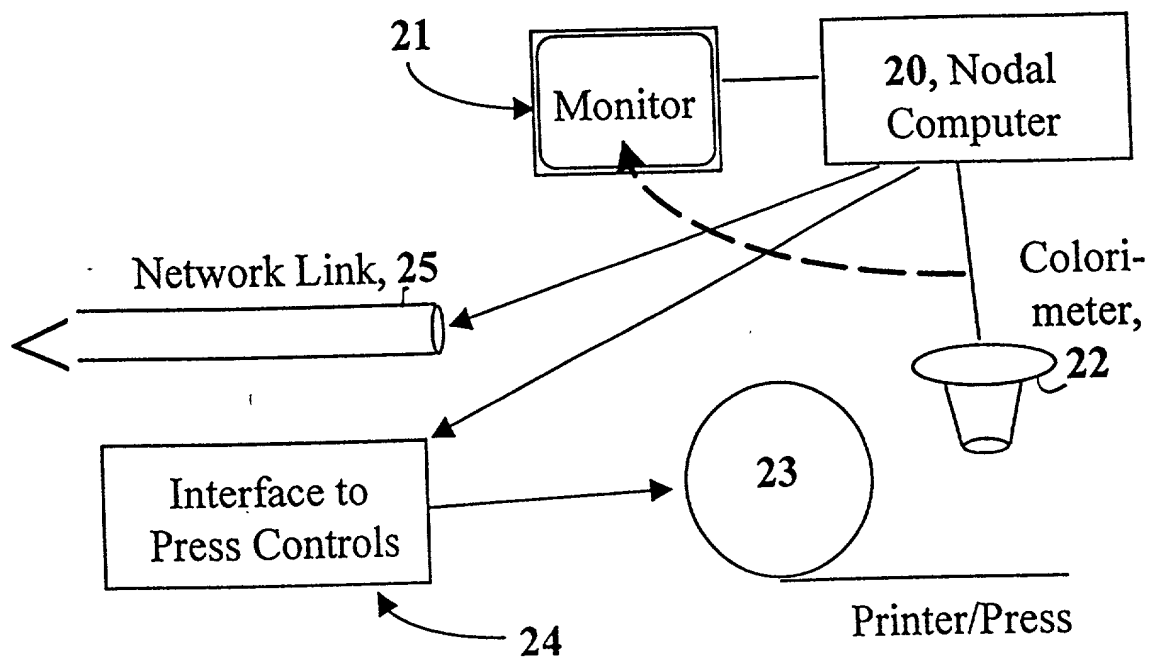 21
Monitor
20, Nodal
Computer
Network Link, 25
Colori-
meter,
22
23
Interface to
Press Controls
24
Printer/Press